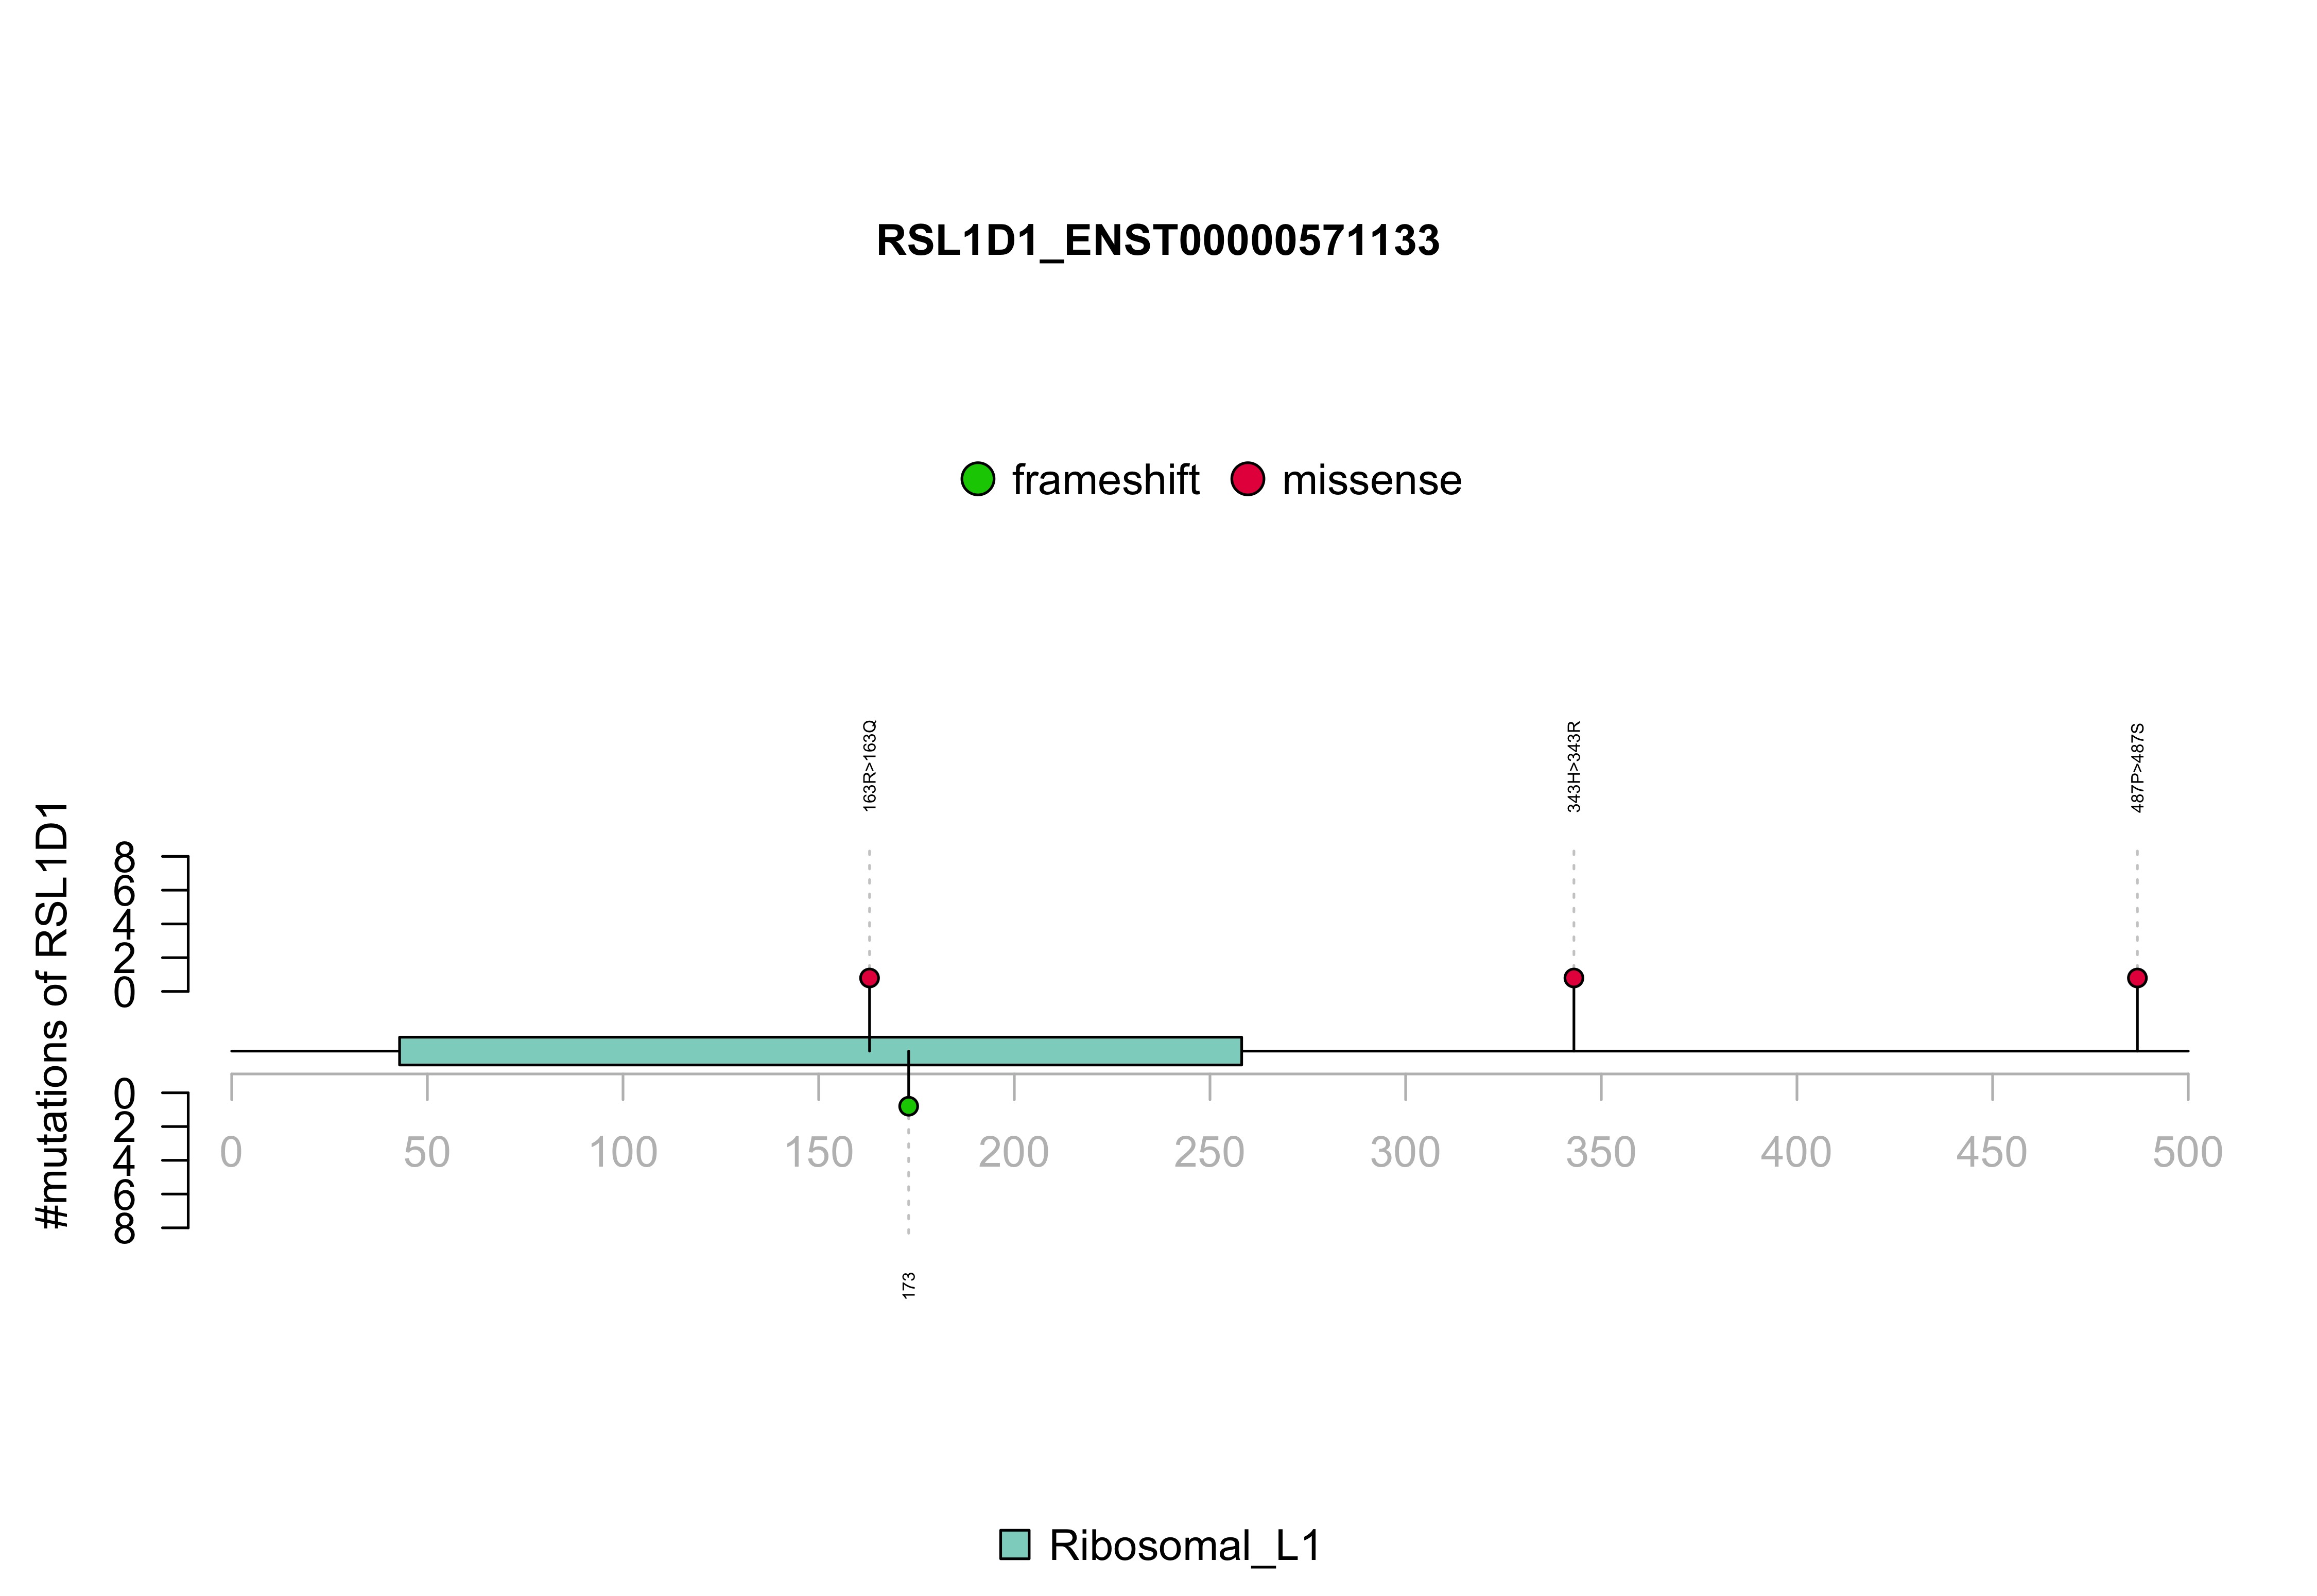 RSL1D1_ENST00000571133
frameshift missense
163R>163Q
343H>343R
487P>487S
#mutations of RSL1D1
8
6
4
2
0
0
2
4
6
8
0 50 100 150 200 250 300 350 400 450 500
173
Ribosomal_L1